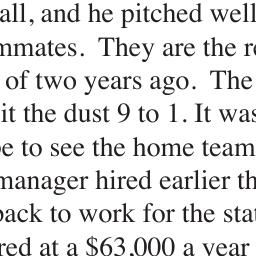 all, and he pitched well
mmates. They are the re
of two years ago. The
it the dust 9 to 1. It was
e to see the home team
manager hired earlier th
back to work for the stat
red at a $63,000 a year